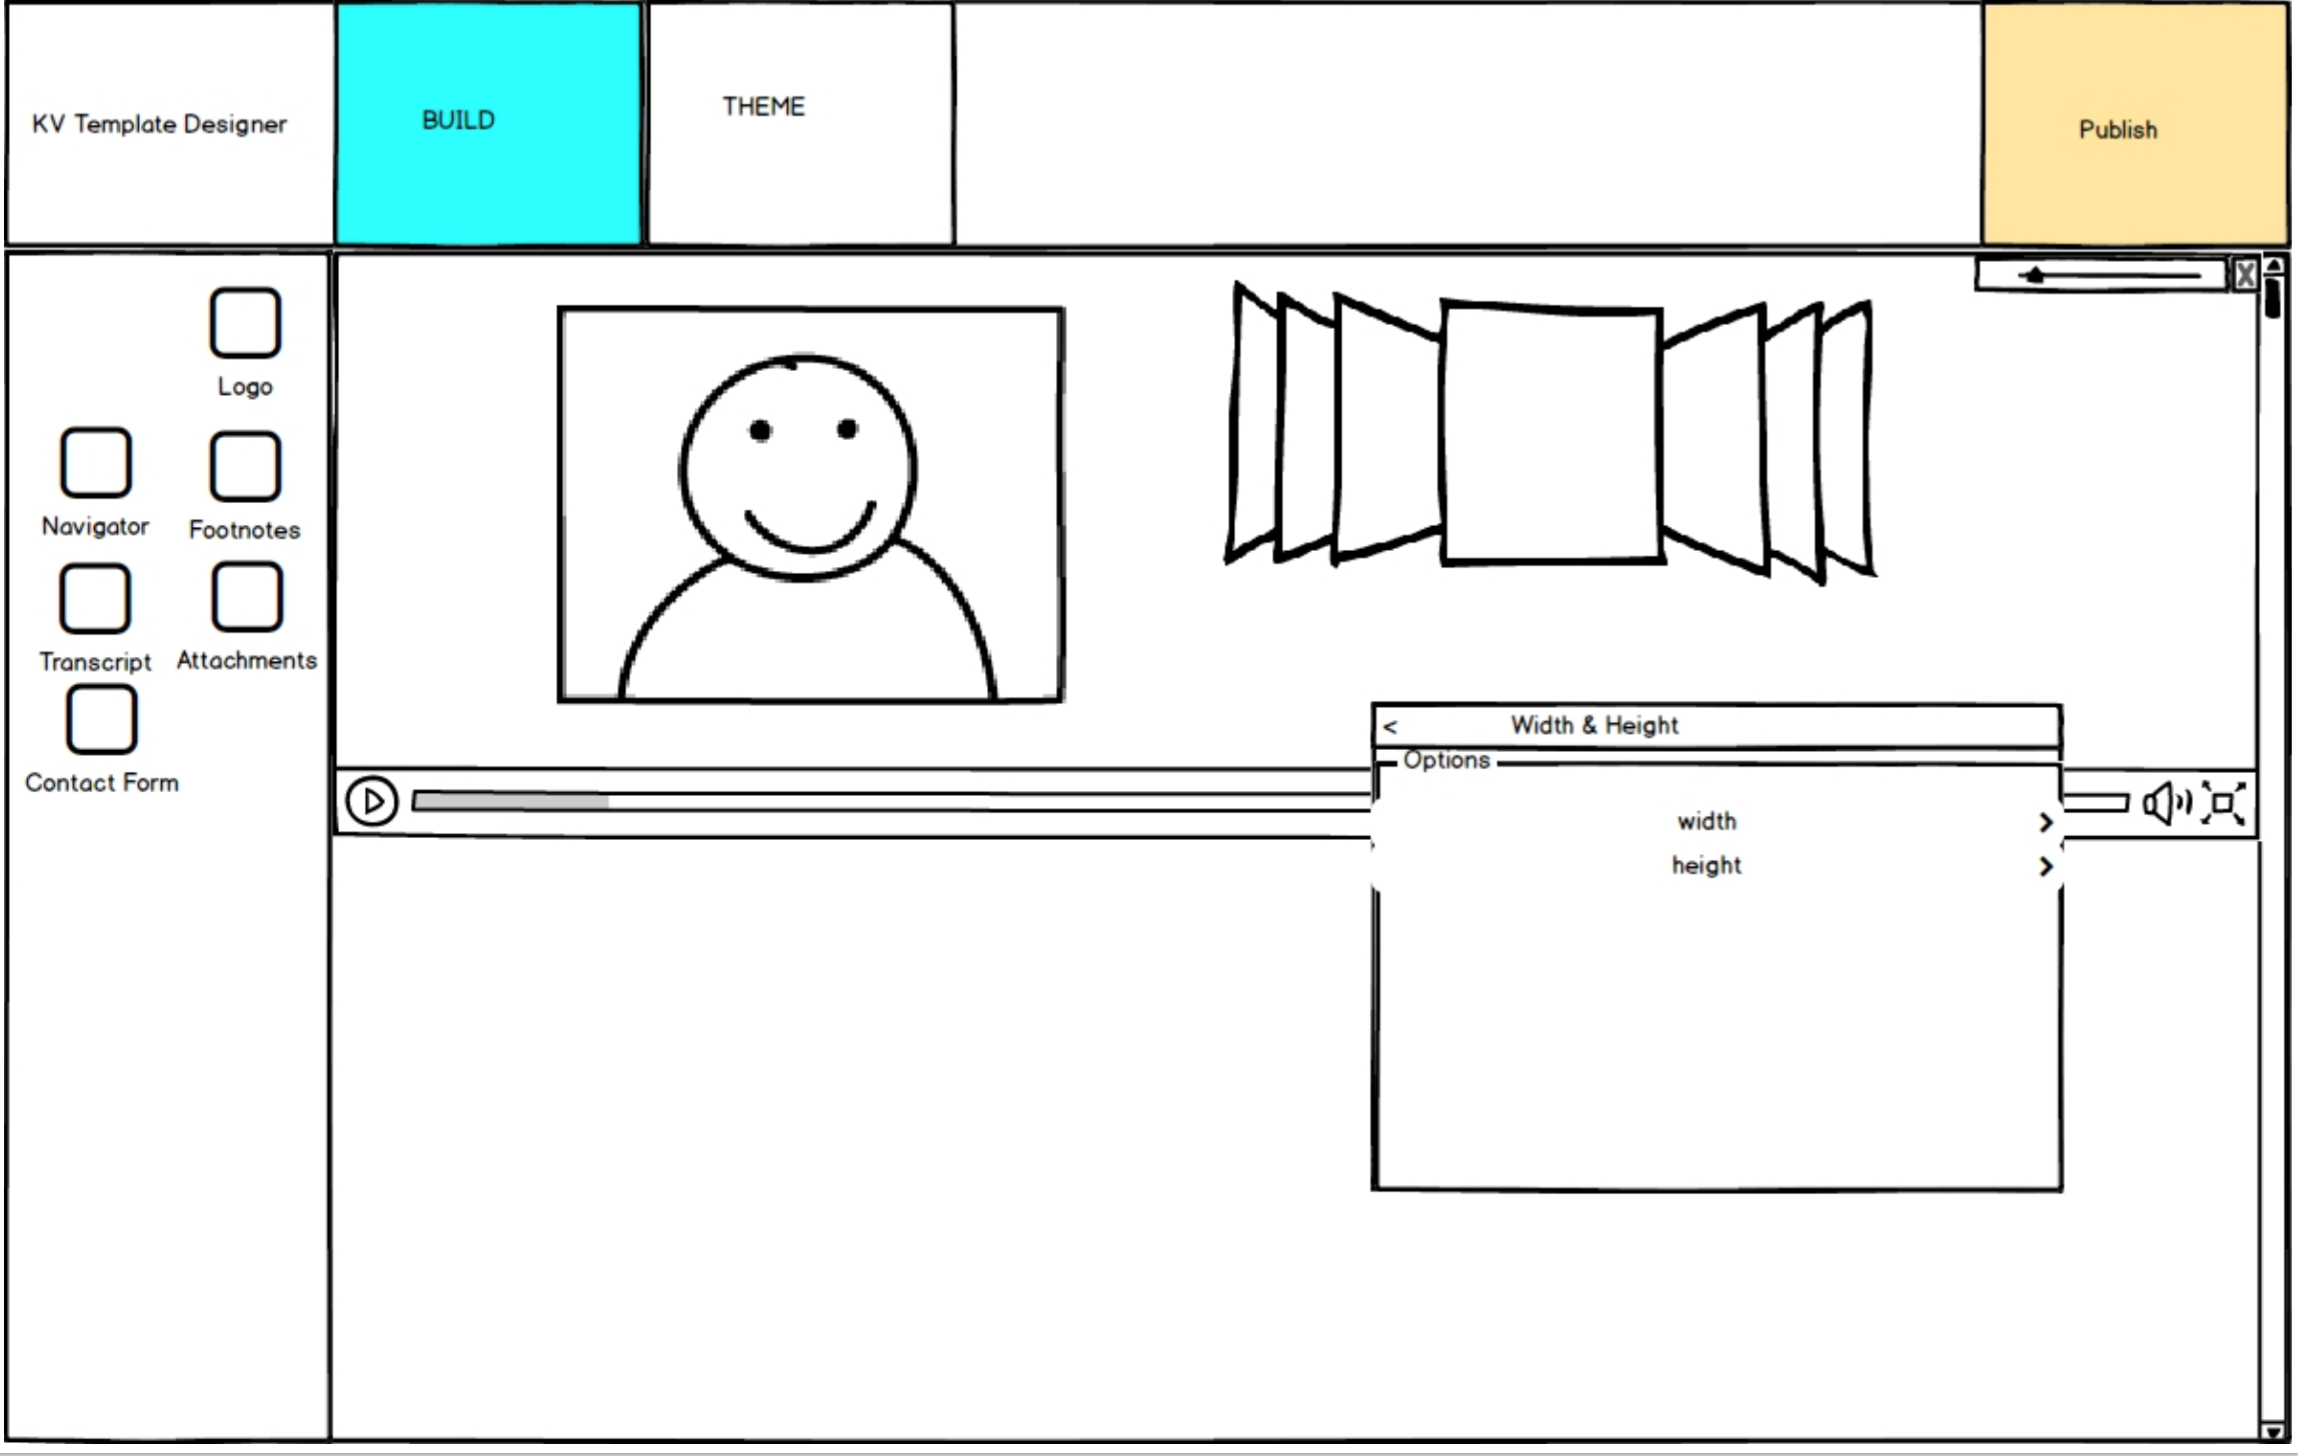 KV Template Designer
BUILD
THEME
Publish
Logo
Navigator
Footnotes
Transcript
Attachments
Contact Form
X
< Width & Height
Options
width >
height >